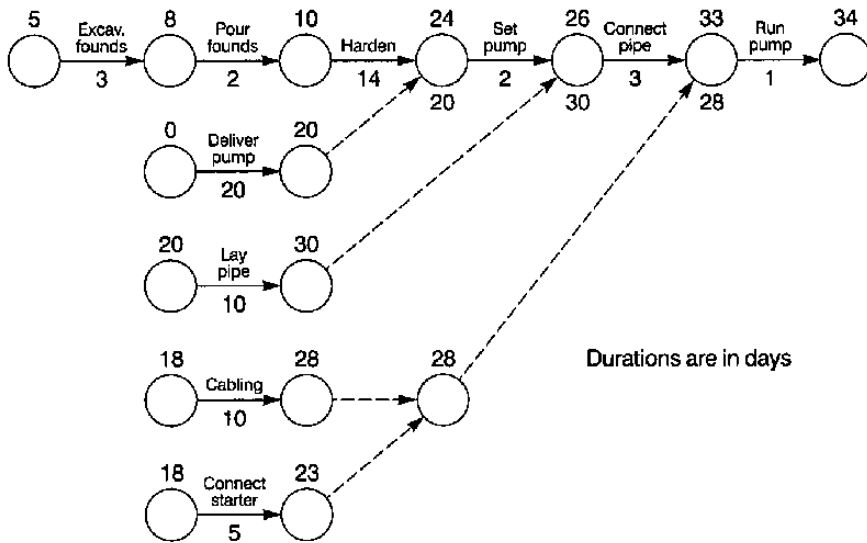 5 8 10 24 26 33 34
Excav. founds
3
Pour founds
2
Harden
14
Set pump
2
Connect pipe
3
Run pump
1
20 30 28
0 20
Deliver pump
20
20 30
Lay pipe
10
18 28 28
Cabling
10
Durations are in days
18 23
Connect starter
5